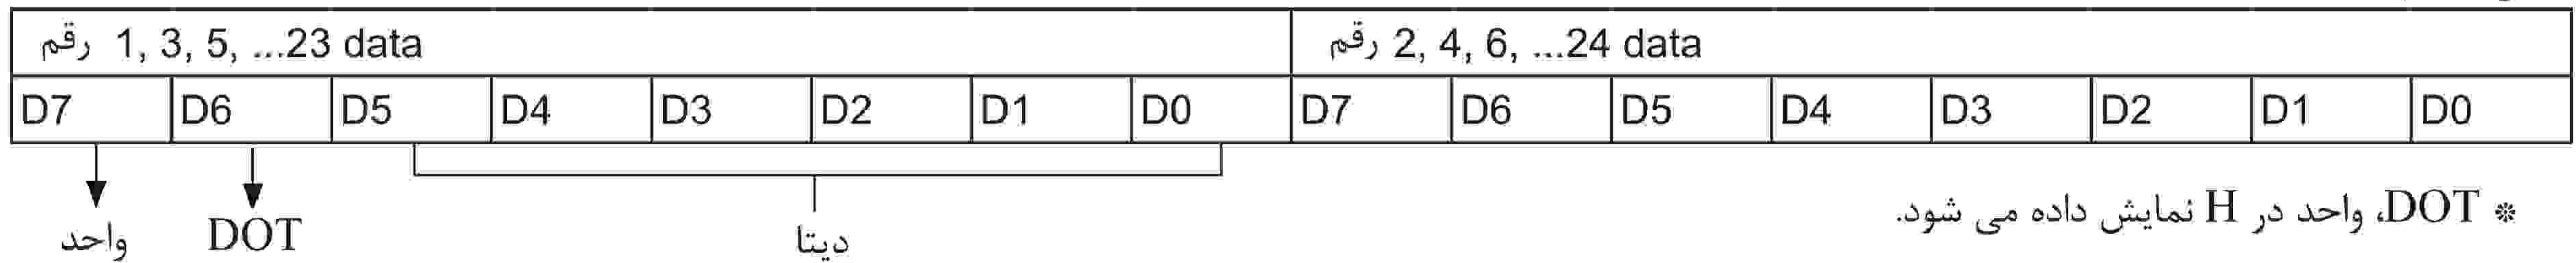 رقم 1, 3, 5, ...23 data رقم 2, 4, 6, ...24 data
D7 D6 D5 D4 D3 D2 D1 D0 D7 D6 D5 D4 D3 D2 D1 D0
واحد DOT دیتا
* DOT، واحد در H نمایش داده می شود.